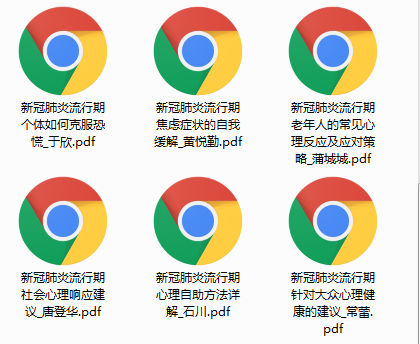 新冠肺炎流行期
个体如何克服恐
慌_于欣.pdf
新冠肺炎流行期
焦虑症状的自我
缓解_黄悦勤.pdf
新冠肺炎流行期
老年人的常见心
理反应及应对策
略_蒲城城.pdf
新冠肺炎流行期
社会心理响应建
议_唐登华.pdf
新冠肺炎流行期
心理自助方法详
解_石川.pdf
新冠肺炎流行期
针对大众心理健
康的建议_常蕾.
pdf